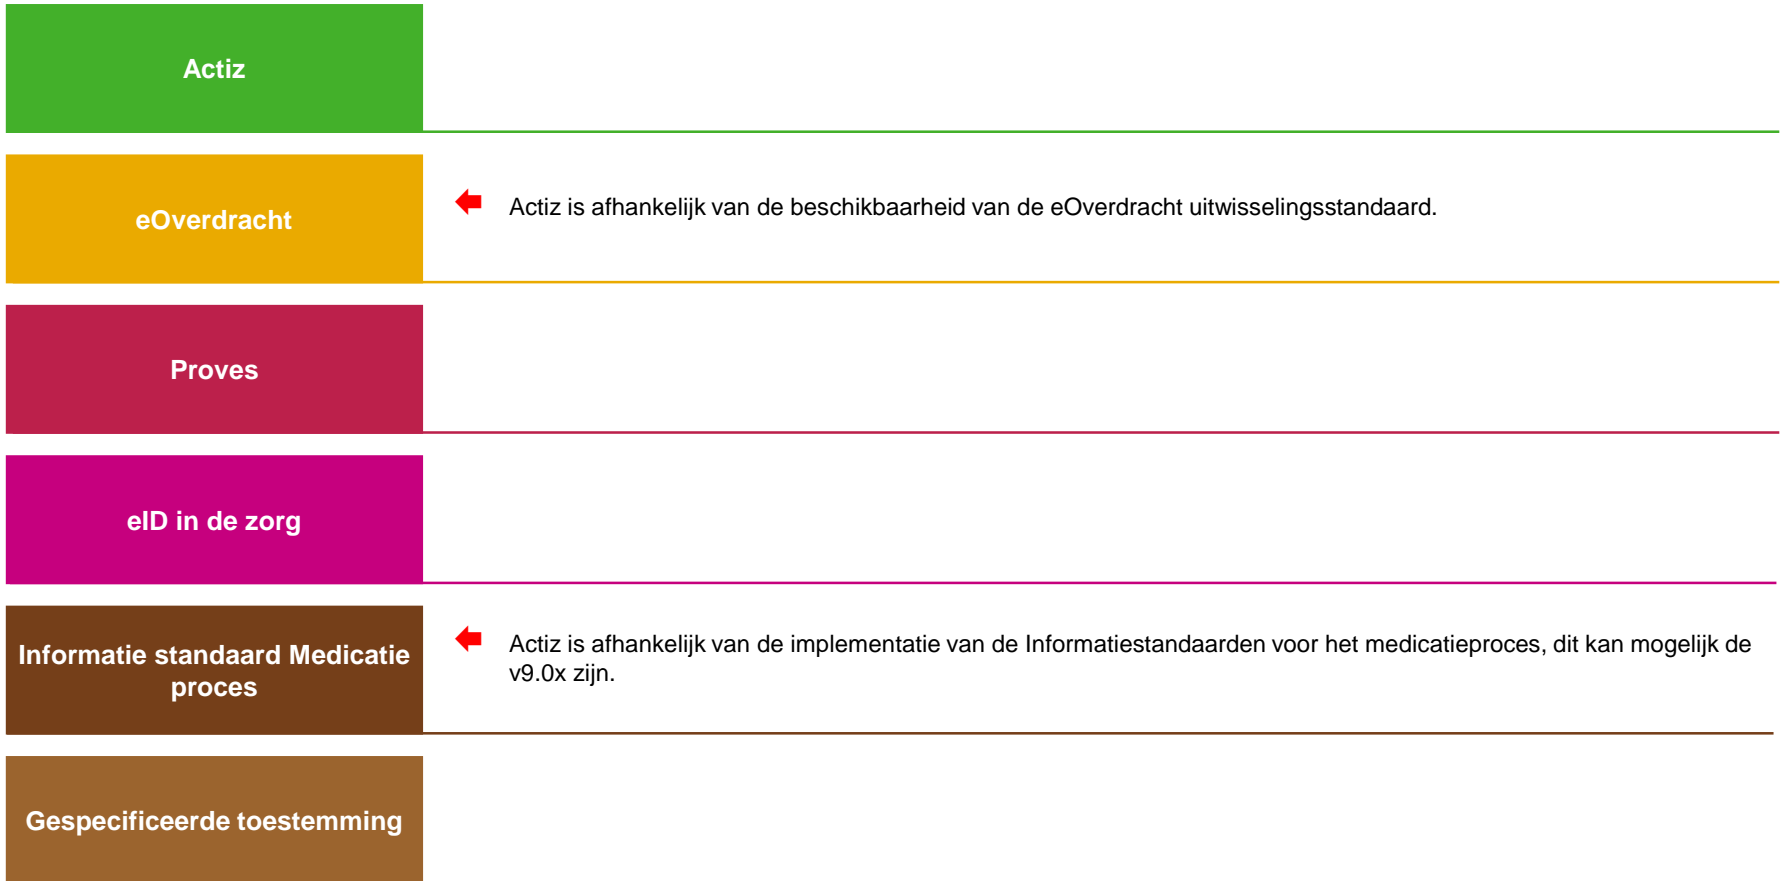 Actiz
eOverdracht
Actiz is afhankelijk van de beschikbaarheid van de eOverdracht uitwisselingsstandaard.
Proves
eID in de zorg
Informatie standaard Medicatie
proces
Actiz is afhankelijk van de implementatie van de Informatiestandaarden voor het medicatieproces, dit kan mogelijk de
v9.0x zijn.
Gespecificeerde toestemming